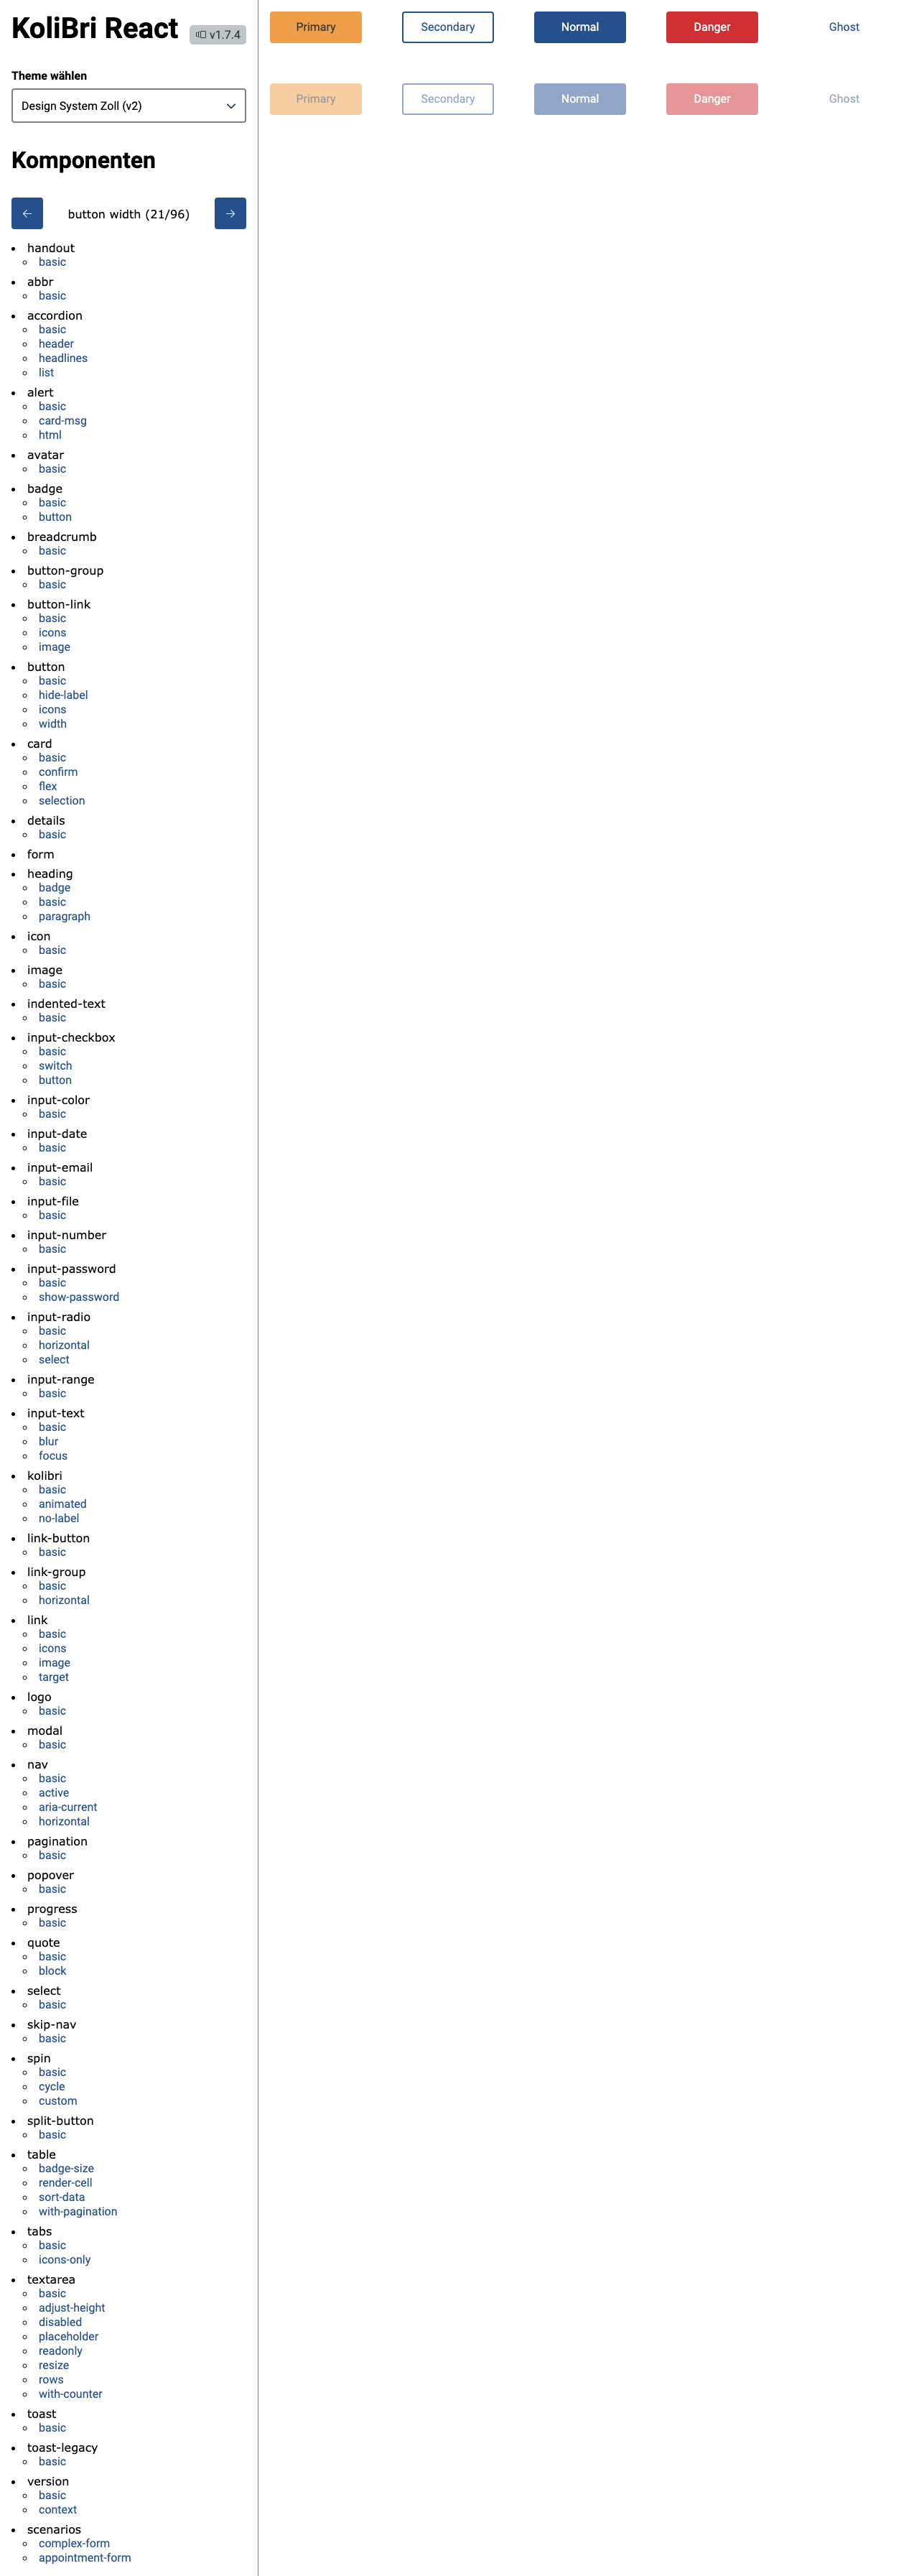 KoliBri React
v1.7.4
Theme wählen
Design System Zoll (v2)
Komponenten
button width (21/96)
handout
basic
abbr
basic
accordion
basic
header
headlines
list
alert
basic
card-msg
html
avatar
basic
badge
basic
button
breadcrumb
basic
button-group
basic
button-link
basic
icons
image
button
basic
hide-label
icons
width
card
basic
confirm
flex
selection
details
basic
form
heading
badge
basic
paragraph
icon
basic
image
basic
indented-text
basic
input-checkbox
basic
switch
button
input-color
basic
input-date
basic
input-email
basic
input-file
basic
input-number
basic
input-password
basic
show-password
input-radio
basic
horizontal
select
input-range
basic
input-text
basic
blur
focus
kolibri
basic
animated
no-label
link-button
basic
link-group
basic
horizontal
link
basic
icons
image
target
logo
basic
modal
basic
nav
basic
active
aria-current
horizontal
pagination
basic
popover
basic
progress
basic
quote
basic
block
select
basic
skip-nav
basic
spin
basic
cycle
custom
split-button
basic
table
badge-size
render-cell
sort-data
with-pagination
tabs
basic
icons-only
textarea
basic
adjust-height
disabled
placeholder
readonly
resize
rows
with-counter
toast
basic
toast-legacy
basic
version
basic
context
scenarios
complex-form
appointment-form
Primary Secondary Normal Danger Ghost
Primary Secondary Normal Danger Ghost